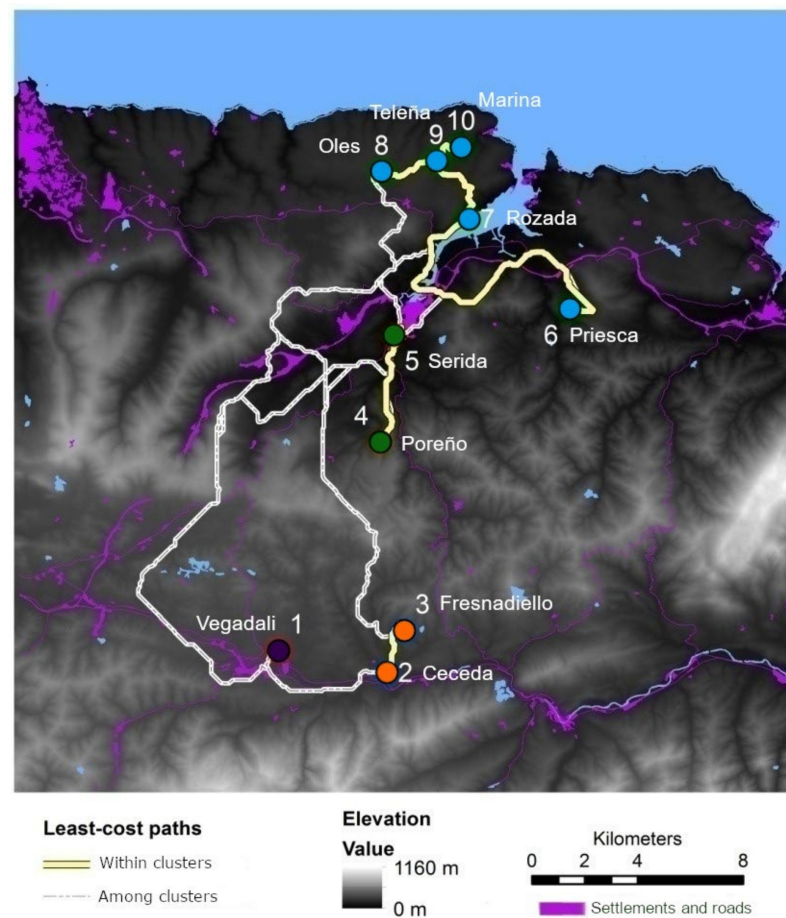 Marina
Teleña
10
9
Oles 8
7 Rozada
6 Priesca
5 Serida
4
Poreño
3 Fresnadiello
Vegadali 1
2 Ceceda
Least-cost paths
Within clusters
Among clusters
Elevation
Value
1160 m
0 m
Kilometers
0 2 4 8
Settlements and roads